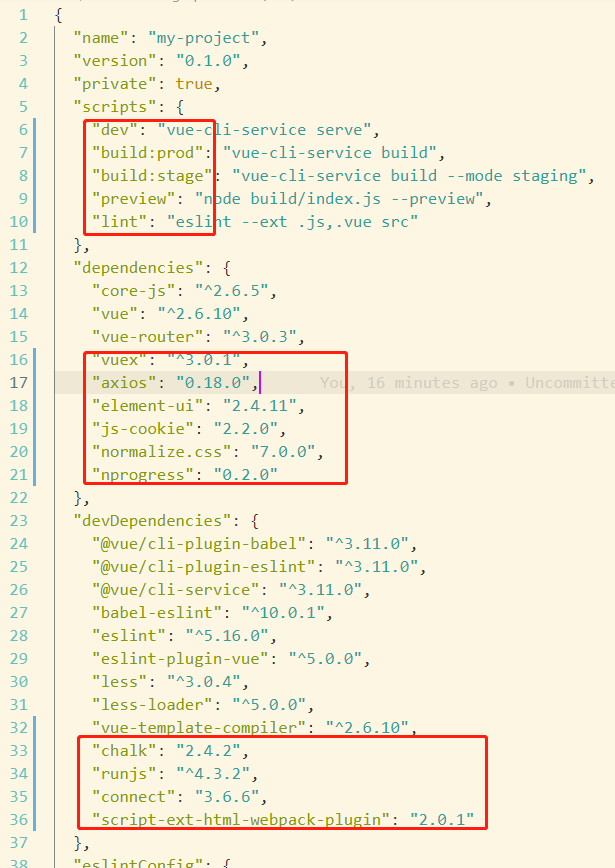 1 {
2 "name": "my-project",
3 "version": "0.1.0",
4 "private": true,
5 "scripts": {
6 "dev": "vue-cli-service serve",
7 "build:prod": "vue-cli-service build",
8 "build:stage": "vue-cli-service build --mode staging",
9 "preview": "node build/index.js --preview",
10 "lint": "eslint --ext .js,.vue src"
11 },
12 "dependencies": {
13 "core-js": "^2.6.5",
14 "vue": "^2.6.10",
15 "vue-router": "^3.0.3",
16 "vuex": "^3.0.1",
17 "axios": "0.18.0", You, 16 minutes ago • Uncommitte
18 "element-ui": "2.4.11",
19 "js-cookie": "2.2.0",
20 "normalize.css": "7.0.0",
21 "nprogress": "0.2.0"
22 },
23 "devDependencies": {
24 "@vue/cli-plugin-babel": "^3.11.0",
25 "@vue/cli-plugin-eslint": "^3.11.0",
26 "@vue/cli-service": "^3.11.0",
27 "babel-eslint": "^10.0.1",
28 "eslint": "^5.16.0",
29 "eslint-plugin-vue": "^5.0.0",
30 "less": "^3.0.4",
31 "less-loader": "^5.0.0",
32 "vue-template-compiler": "^2.6.10",
33 "chalk": "2.4.2",
34 "runjs": "^4.3.2",
35 "connect": "3.6.6",
36 "script-ext-html-webpack-plugin": "2.0.1"
37 },
38 "eslintConfig": {